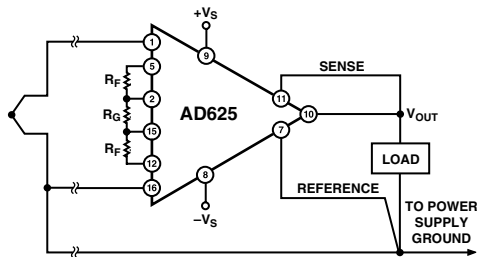 +VS
1
9
5
SENSE
RF
11
2
RG
AD625
10
VOUT
15
7
RF
LOAD
12
8
REFERENCE
16
TO POWER
SUPPLY
GROUND
–VS